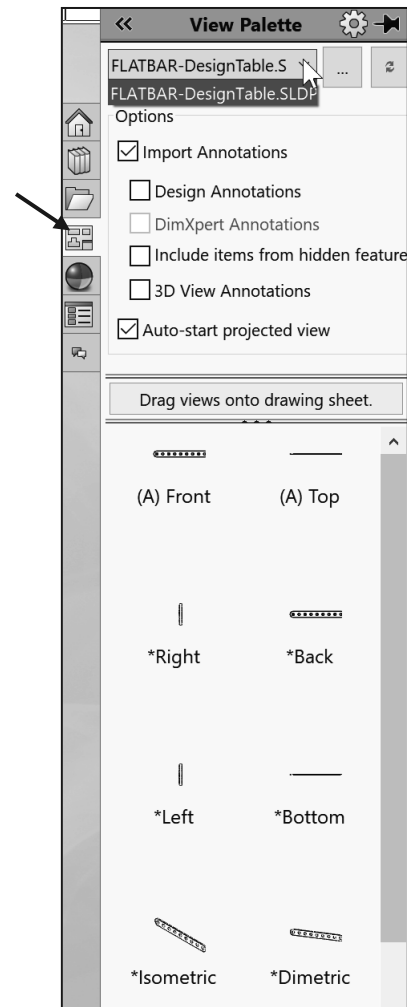 View Palette
FLATBAR-DesignTable.S
...
FLATBAR-DesignTable.SLDP
Options
Import Annotations
Design Annotations
DimXpert Annotations
Include items from hidden feature
3D View Annotations
Auto-start projected view
Drag views onto drawing sheet.
(A) Front
(A) Top
*Right
*Back
*Left
*Bottom
*Isometric
*Dimetric